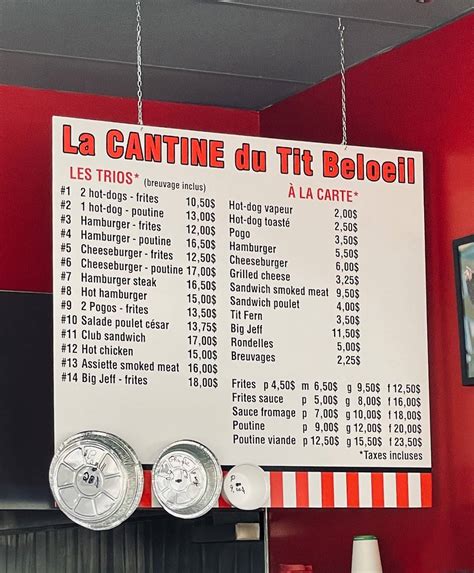 La CANTINE du Tit Beloeil
LES TRIOS* (breuvage inclus)
#1 2 hot-dogs - frites 10,50$
#2 1 hot-dog - poutine 13,00$
#3 Hamburger - frites 12,00$
#4 Hamburger - poutine 16,50$
#5 Cheeseburger - frites 12,50$
#6 Cheeseburger - poutine 17,00$
#7 Hamburger steak 16,50$
#8 Hot hamburger 15,00$
#9 2 Pogos - frites 13,50$
#10 Salade poulet césar 13,75$
#11 Club sandwich 17,00$
#12 Hot chicken 15,00$
#13 Assiette smoked meat 16,00$
#14 Big Jeff - frites 18,00$
À LA CARTE*
Hot-dog vapeur 2,00$
Hot-dog toasté 2,50$
Pogo 3,50$
Hamburger 5,50$
Cheeseburger 6,00$
Grilled cheese 3,25$
Sandwich smoked meat 9,50$
Sandwich poulet 4,00$
Tit Fern 3,50$
Big Jeff 11,50$
Rondelles 5,00$
Breuvages 2,25$
Frites p 4,50$ m 6,50$ g 9,50$ f 12,50$
Frites sauce p 5,00$ g 8,00$ f 16,00$
Sauce fromage p 7,00$ g 10,00$ f 18,00$
Poutine p 9,00$ g 12,00$ f 20,00$
Poutine viande p 12,50$ g 15,50$ f 23,50$
*Taxes incluses